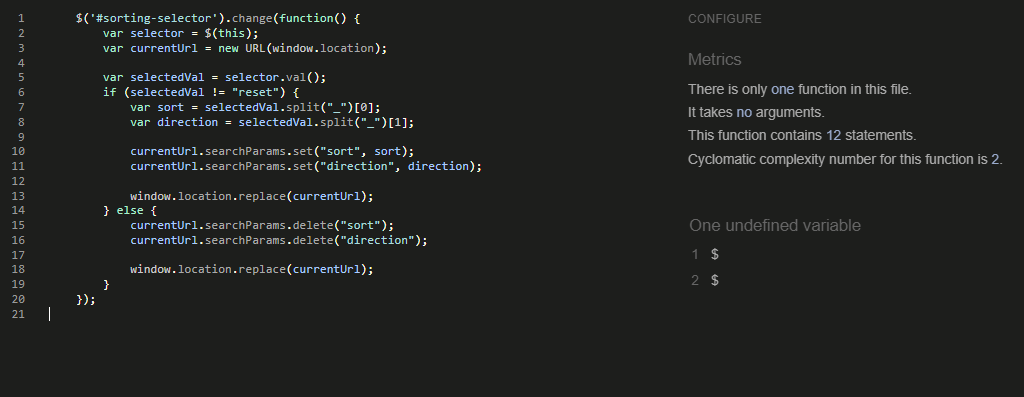 1 $('#sorting-selector').change(function() {
2 var selector = $(this);
3 var currentUrl = new URL(window.location);
4
5 var selectedVal = selector.val();
6 if (selectedVal != "reset") {
7 var sort = selectedVal.split("_")[0];
8 var direction = selectedVal.split("_")[1];
9
10 currentUrl.searchParams.set("sort", sort);
11 currentUrl.searchParams.set("direction", direction);
12
13 window.location.replace(currentUrl);
14 } else {
15 currentUrl.searchParams.delete("sort");
16 currentUrl.searchParams.delete("direction");
17
18 window.location.replace(currentUrl);
19 }
20 });
21
CONFIGURE
Metrics
There is only one function in this file.
It takes no arguments.
This function contains 12 statements.
Cyclomatic complexity number for this function is 2.
One undefined variable
1 $
2 $